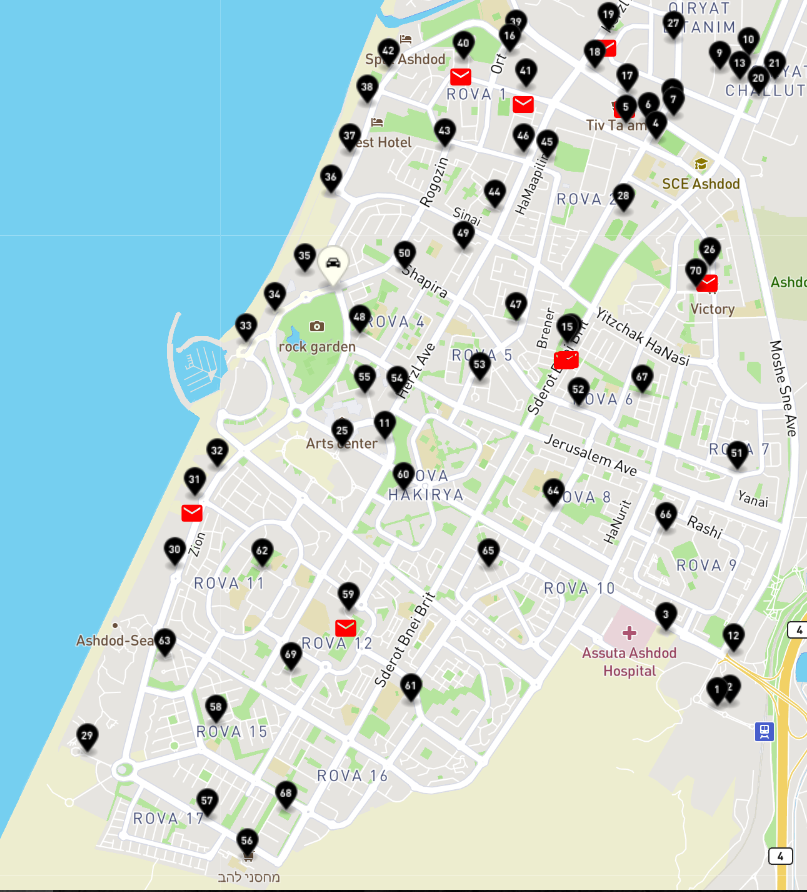 QIRYAT
ETANIM
19
27
39
16
Ort
40
42
Spa Ashdod
18
9
10
13
21
20
CHALLUT
17
41
ROVA 1
38
5
6
7
4
Tiv Ta'am
37
43
46
45
West Hotel
SCE Ashdod
36
Rogozin
HaMaapilim
44
ROVA 2
28
Sinai
49
50
35
26
70
Shapira
Victory
34
33
48
ROVA 4
47
Brener
15
Yitzchak HaNasi
rock garden
Herzl Ave
ROVA 5
53
Sderot Bnei Brit
55
54
52
ROVA 6
67
Moshe Sne Ave
25
11
Arts center
Jerusalem Ave
ROVA 7
51
32
31
60
ROVA
HAKIRYA
64
ROVA 8
HaNurit
Yanai
66
Rashi
Zion
30
62
65
ROVA 9
ROVA 11
ROVA 10
59
3
12
Ashdod-Sea
63
ROVA 12
Sderot Bnei Brit
Assuta Ashdod
Hospital
4
69
61
1
2
58
ROVA 15
29
ROVA 16
57
68
ROVA 17
56
4
מחסני להב